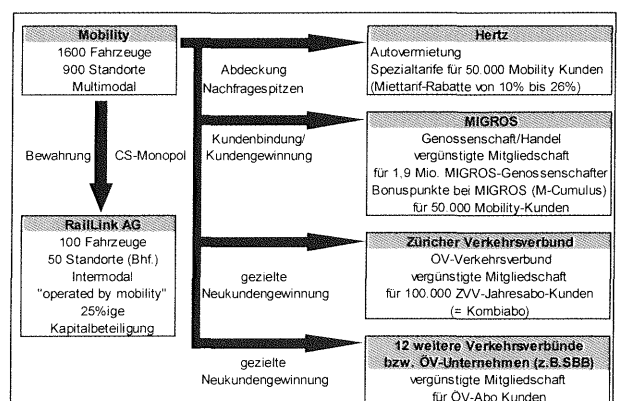 Mobility
1600 Fahrzeuge
900 Standorte
Multimodal
Bewahrung CS-Monopol
RailLink AG
100 Fahrzeuge
50 Standorte (Bhf.)
Intermodal
"operated by mobility"
25%ige
Kapitalbeteiligung
Abdeckung
Nachfragespitzen
Hertz
Autovermietung
Spezialtarife für 50.000 Mobility Kunden
(Miettarif-Rabatte von 10% bis 26%)
Kundenbindung/
Kundengewinnung
MIGROS
Genossenschaft/Handel
vergünstigte Mitgliedschaft
für 1,9 Mio. MIGROS-Genossenschafter
Bonuspunkte bei MIGROS (M-Cumulus)
für 50.000 Mobility-Kunden
gezielte
Neukundengewinnung
Züricher Verkehrsverbund
ÖV-Verkehrsverbund
vergünstigte Mitgliedschaft
für 100.000 ZVV-Jahresabo-Kunden
(= Kombiabo)
gezielte
Neukundengewinnung
12 weitere Verkehrsverbünde
bzw. ÖV-Unternehmen (z.B.SBB)
vergünstigte Mitgliedschaft
für ÖV-Abo Kunden